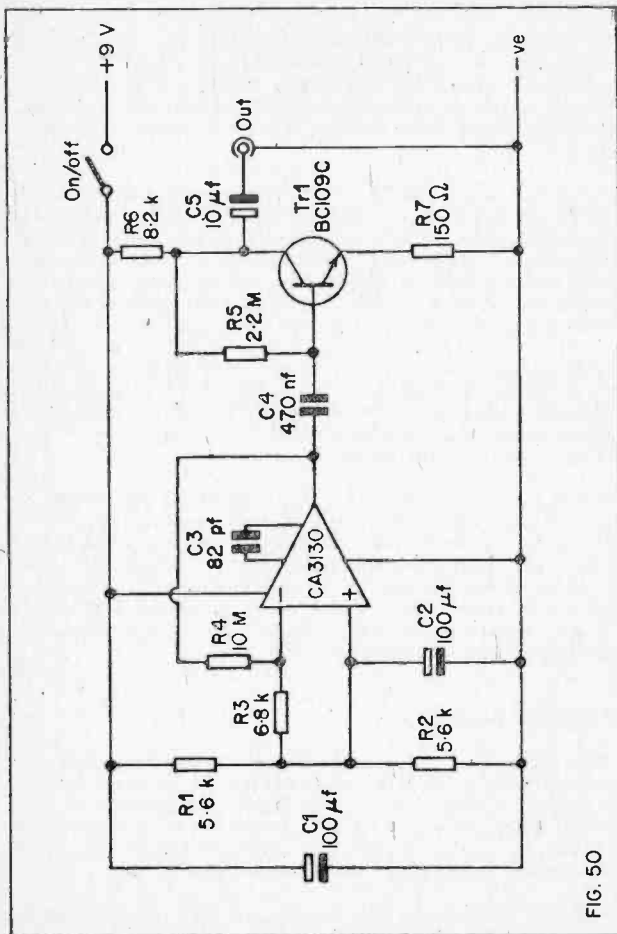 On/off
+9 V
R6
8·2 k
C5
10 µf
Out
Tr1
BC109C
R7
150 Ω
-ve
R5
2·2 M
C4
470 nf
C3
82 pf
CA3130
-
+
R4
10 M
R3
6·8 k
C2
100 µf
R1
5·6 k
R2
5·6 k
C1
100 µf
FIG. 50